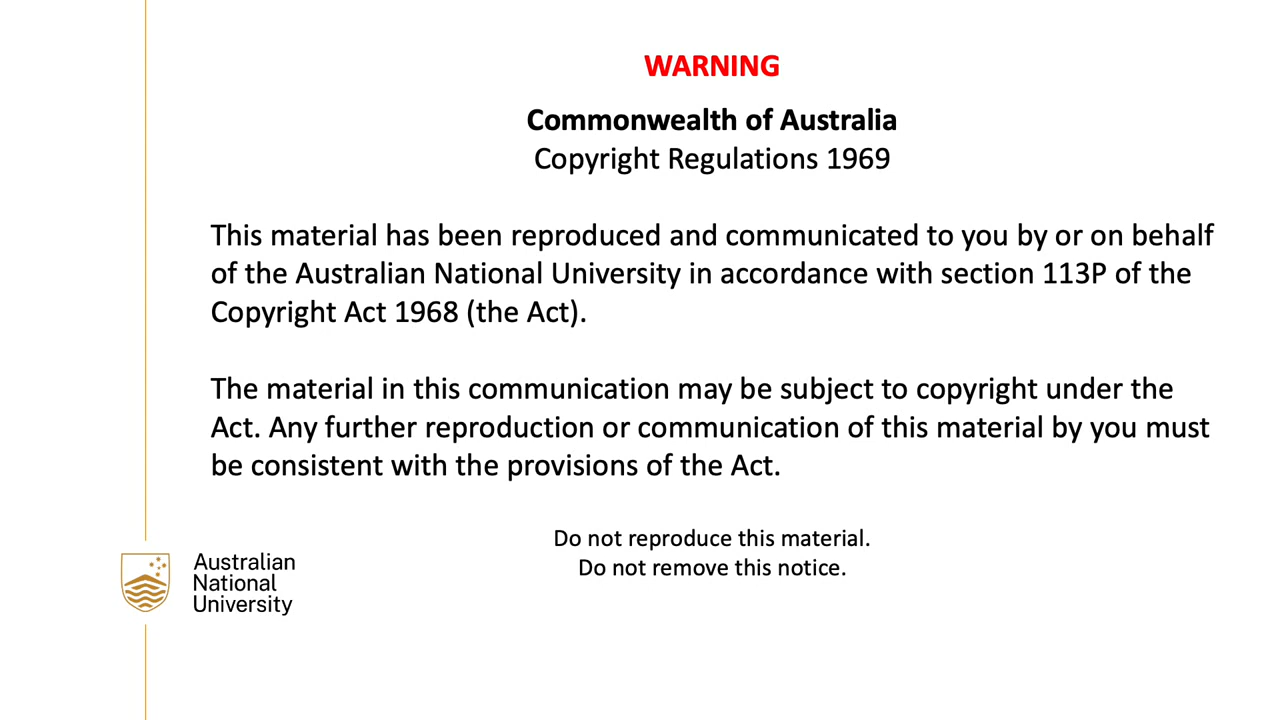 WARNING
Commonwealth of Australia
Copyright Regulations 1969
This material has been reproduced and communicated to you by or on behalf
of the Australian National University in accordance with section 113P of the
Copyright Act 1968 (the Act).
The material in this communication may be subject to copyright under the
Act. Any further reproduction or communication of this material by you must
be consistent with the provisions of the Act.
Do not reproduce this material.
Do not remove this notice.
Australian
National
University